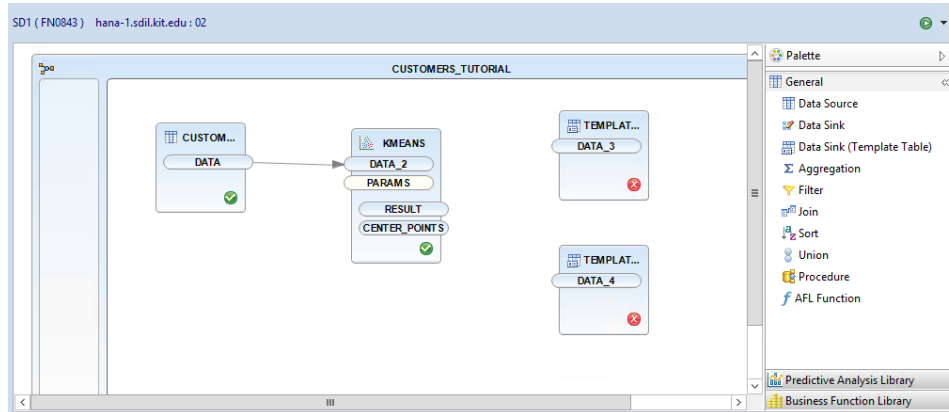 SD1 ( FN0843 ) hana-1.sdil.kit.edu : 02
CUSTOMERS_TUTORIAL
CUSTOM...
DATA
KMEANS
DATA_2
PARAMS
RESULT
CENTER_POINTS
TEMPLAT...
DATA_3
TEMPLAT...
DATA_4
Palette
General
Data Source
Data Sink
Data Sink (Template Table)
Aggregation
Filter
Join
Sort
Union
Procedure
AFL Function
Predictive Analysis Library
Business Function Library